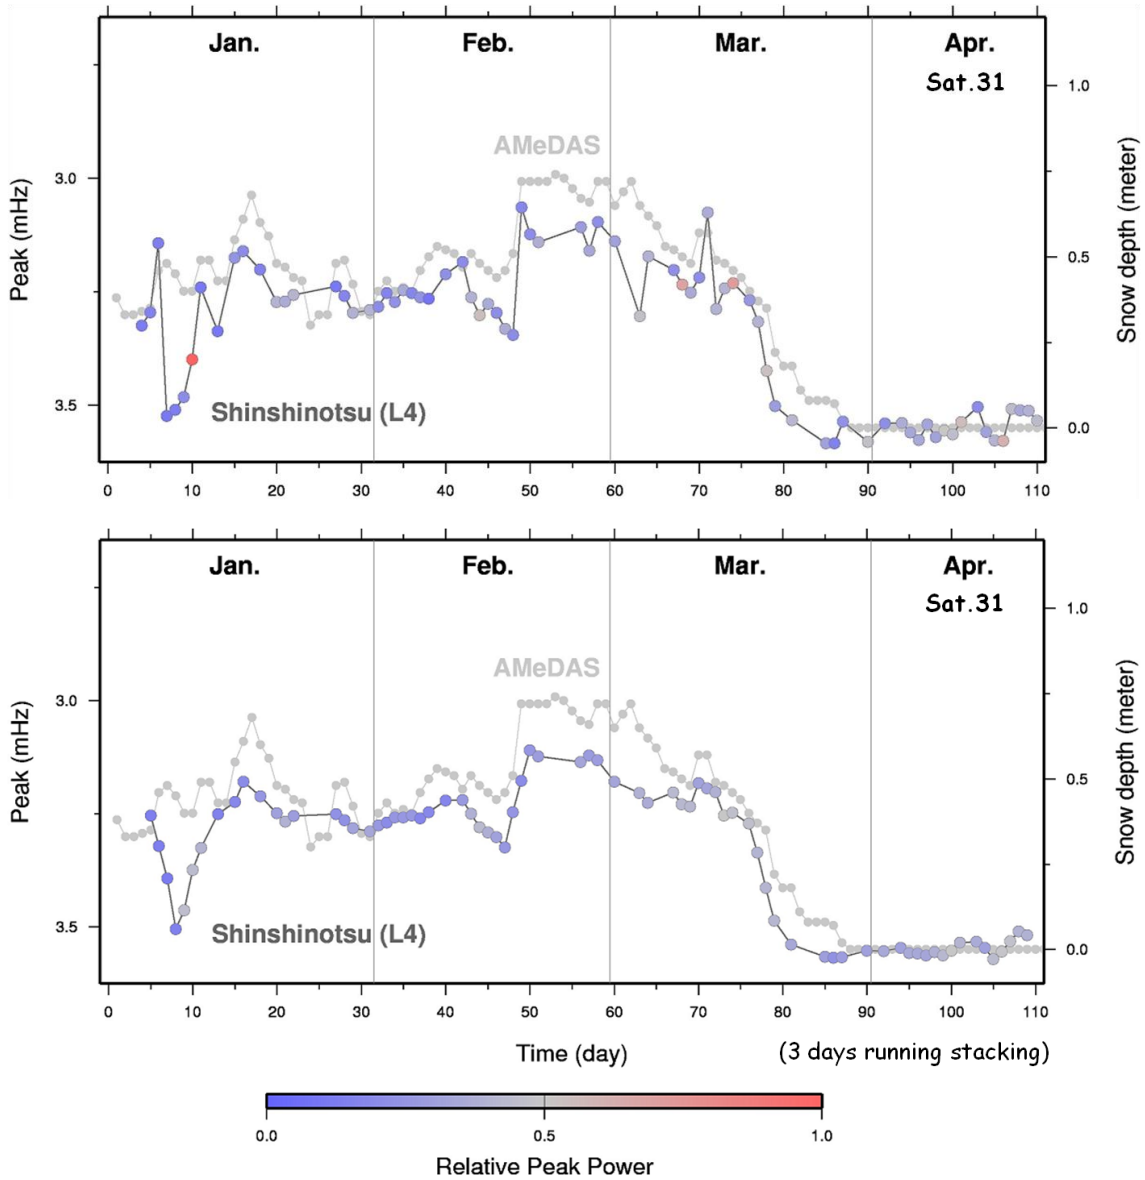 Jan. Feb. Mar. Apr.
Sat.31
AMeDAS
Shinshinotsu (L4)
Peak (mHz)
3.0
3.5
Snow depth (meter)
1.0
0.5
0.0
0 10 20 30 40 50 60 70 80 90 100 110
Jan. Feb. Mar. Apr.
Sat.31
AMeDAS
Shinshinotsu (L4)
Peak (mHz)
3.0
3.5
Snow depth (meter)
1.0
0.5
0.0
0 10 20 30 40 50 60 70 80 90 100 110
Time (day)
(3 days running stacking)
0.0 0.5 1.0
Relative Peak Power